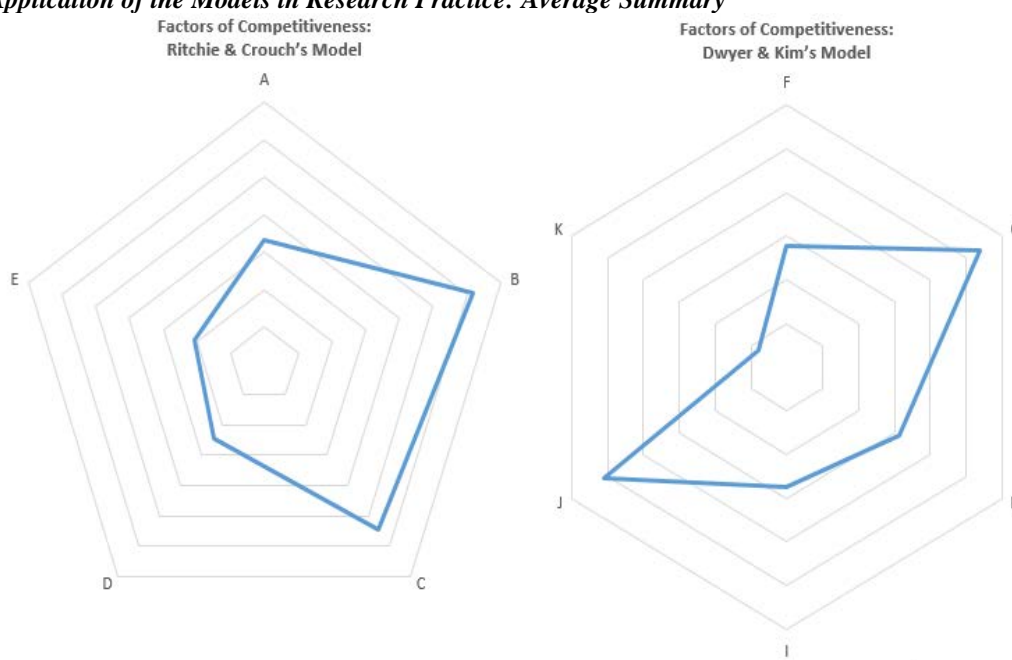 Application of the Models in Research Practice: Average Summary
Factors of Competitiveness:
Ritchie & Crouch's Model
A
B
C
D
E
Factors of Competitiveness:
Dwyer & Kim's Model
F
I
J
K